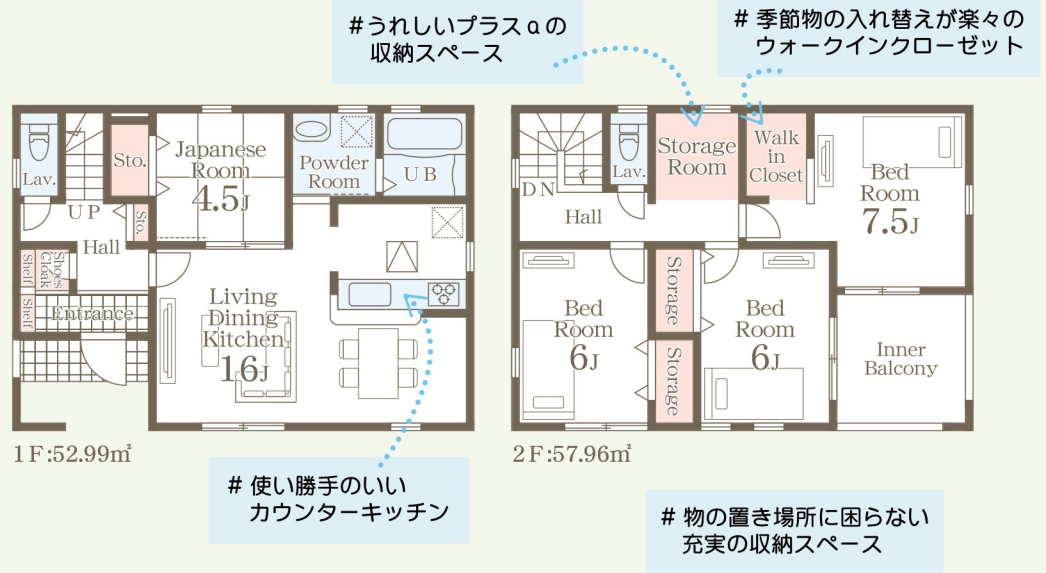 #うれしいプラスαの
収納スペース
# 季節物の入れ替えが楽々の
ウォークインクローゼット
Lav.
UP
Sto.
Japanese
Room
4.5J
Powder
Room
UB
Sto.
Hall
Shoes
Cloak
Shelf
Shelf
Entrance
Living
Dining
Kitchen
16J
1F:52.99㎡
DN
Lav.
Hall
Storage
Room
Walk
in
Closet
Bed
Room
7.5J
Bed
Room
6J
Storage
Storage
Bed
Room
6J
Inner
Balcony
2F:57.96㎡
# 使い勝手のいい
カウンターキッチン
# 物の置き場所に困らない
充実の収納スペース